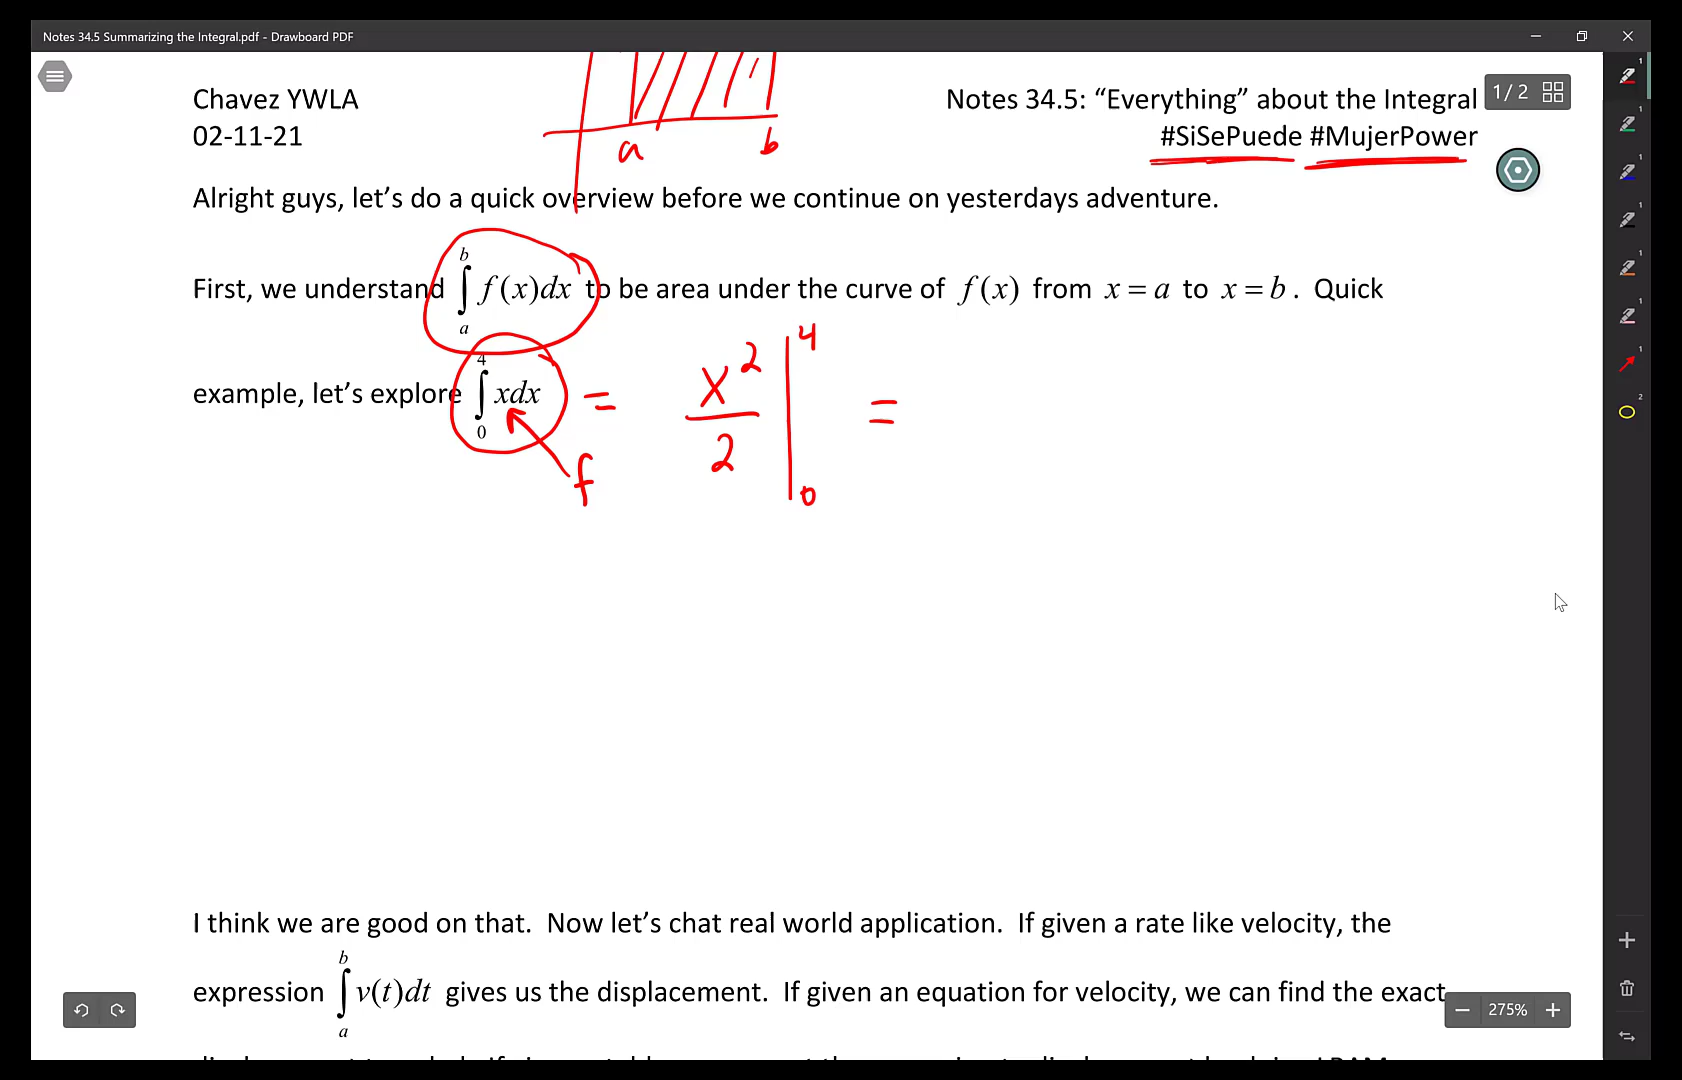 Notes 34.5 Summarizing the Integral.pdf - Drawboard PDF
Chavez YWLA
Notes 34.5: “Everything” about the Integral
1 / 2
02-11-21
#SiSePuede #MujerPower
a b
Alright guys, let’s do a quick overview before we continue on yesterdays adventure.
First, we understand ∫_a^b f(x)dx to be area under the curve of f(x) from x = a to x = b. Quick
example, let’s explore ∫_0^4 xdx = x^2/2 |_0^4 =
f
I think we are good on that. Now let’s chat real world application. If given a rate like velocity, the
expression ∫_a^b v(t)dt gives us the displacement. If given an equation for velocity, we can find the exact
275%